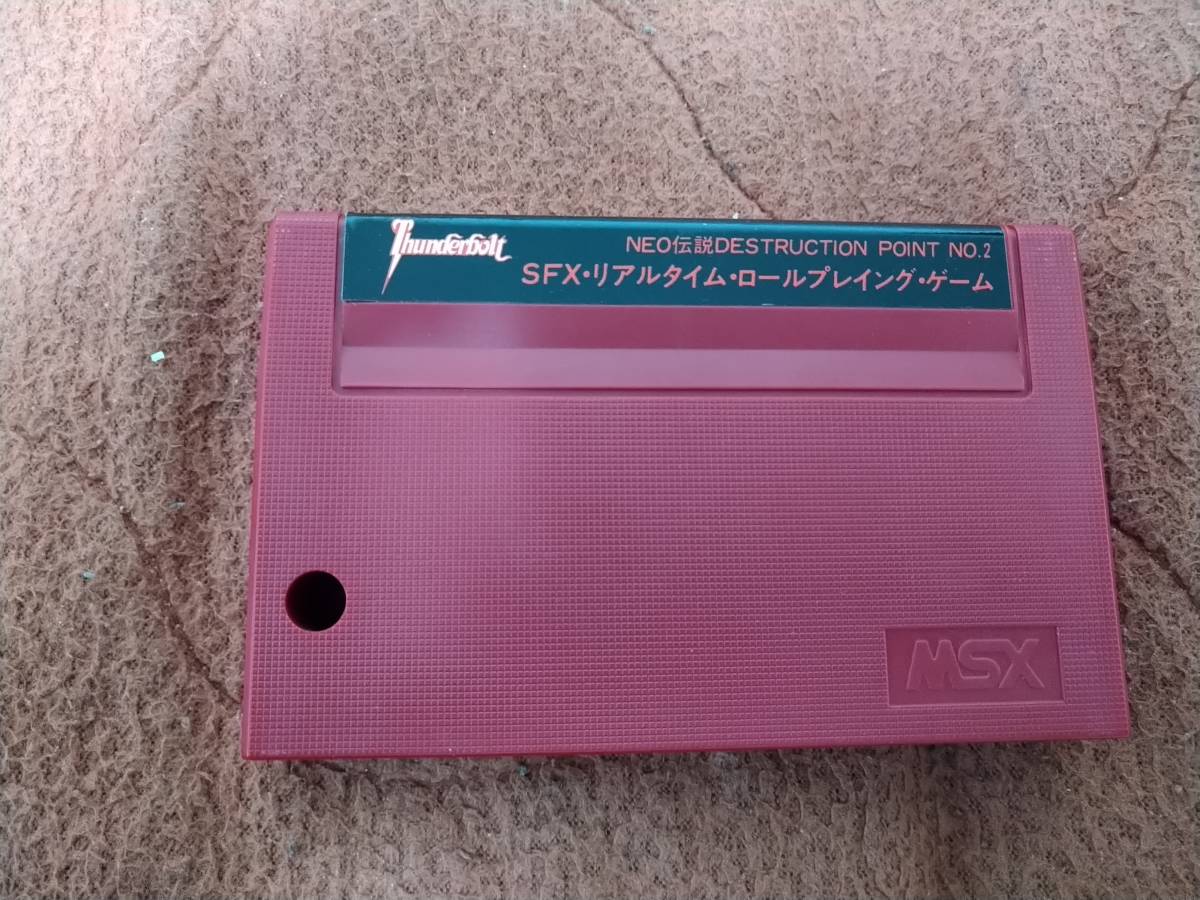 Thunderbolt
NEO伝説DESTRUCTION POINT NO.2
SFX・リアルタイム・ロールプレイング・ゲーム
MSX